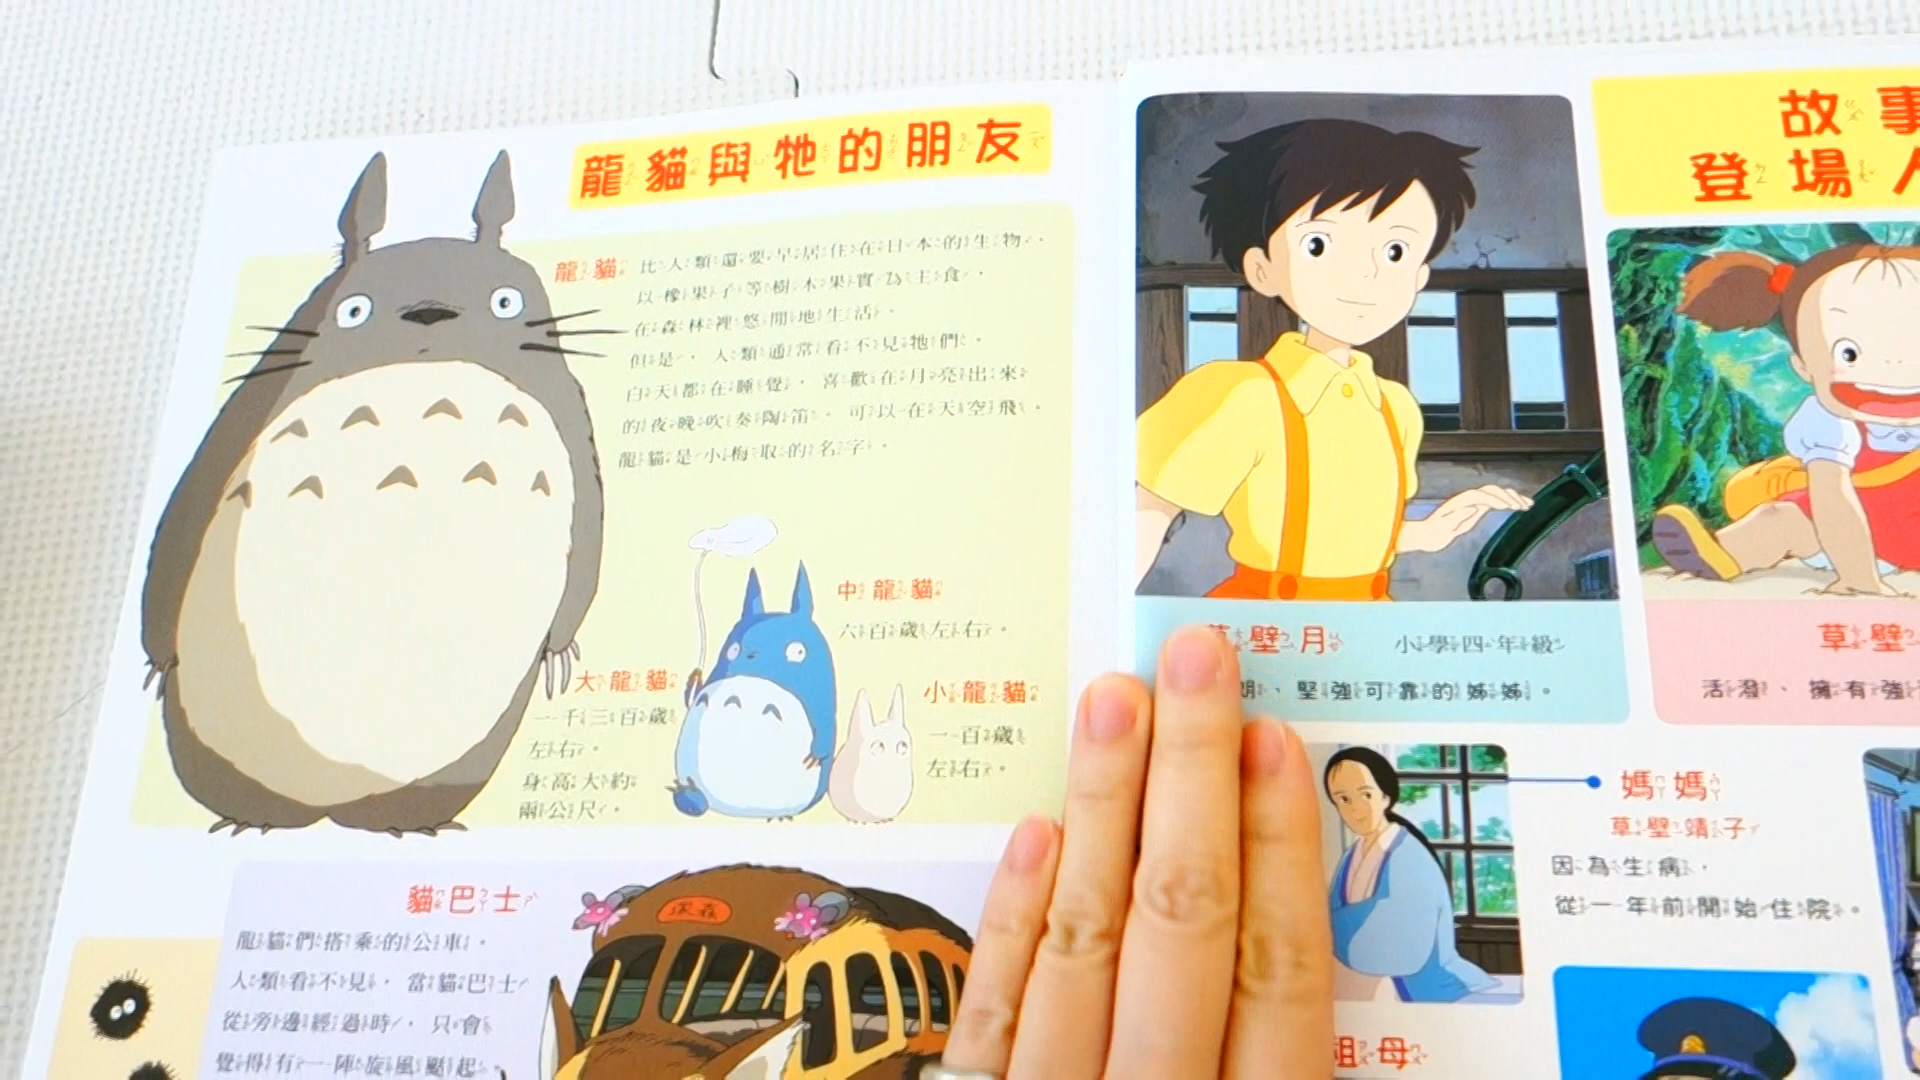 龍貓與牠的朋友
龍貓
比人類還要早居住在日本的生物，
以橡果子等樹木果實為主食，
在森林裡悠閒地生活。
但是，人類通常看不見牠們。
白天都在睡覺，喜歡在月亮出來
的夜晚吹奏陶笛。可以在天空飛。
龍貓是小梅取的名字。
中龍貓
六百歲左右。
大龍貓
一千三百歲
左右。
身高大約
兩公尺。
小龍貓
一百歲
左右。
貓巴士
龍貓們搭乘的公車。
人類看不見，當貓巴士
從旁邊經過時，只會
覺得有一陣旋風颳起，
故事
登場人
草壁月
小學四年級
朗、堅強可靠的姊姊。
草壁
活潑、擁有強
媽媽
草壁靖子
因為生病，
從一年前開始住院。
祖母